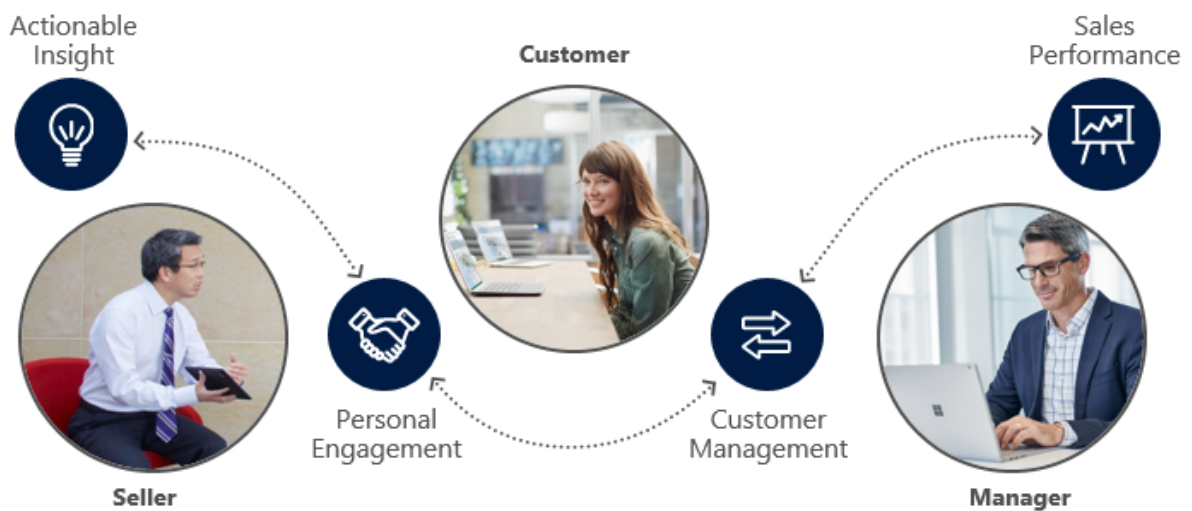 Actionable
Insight
Customer
Sales
Performance
Personal
Engagement
Customer
Management
Seller
Manager